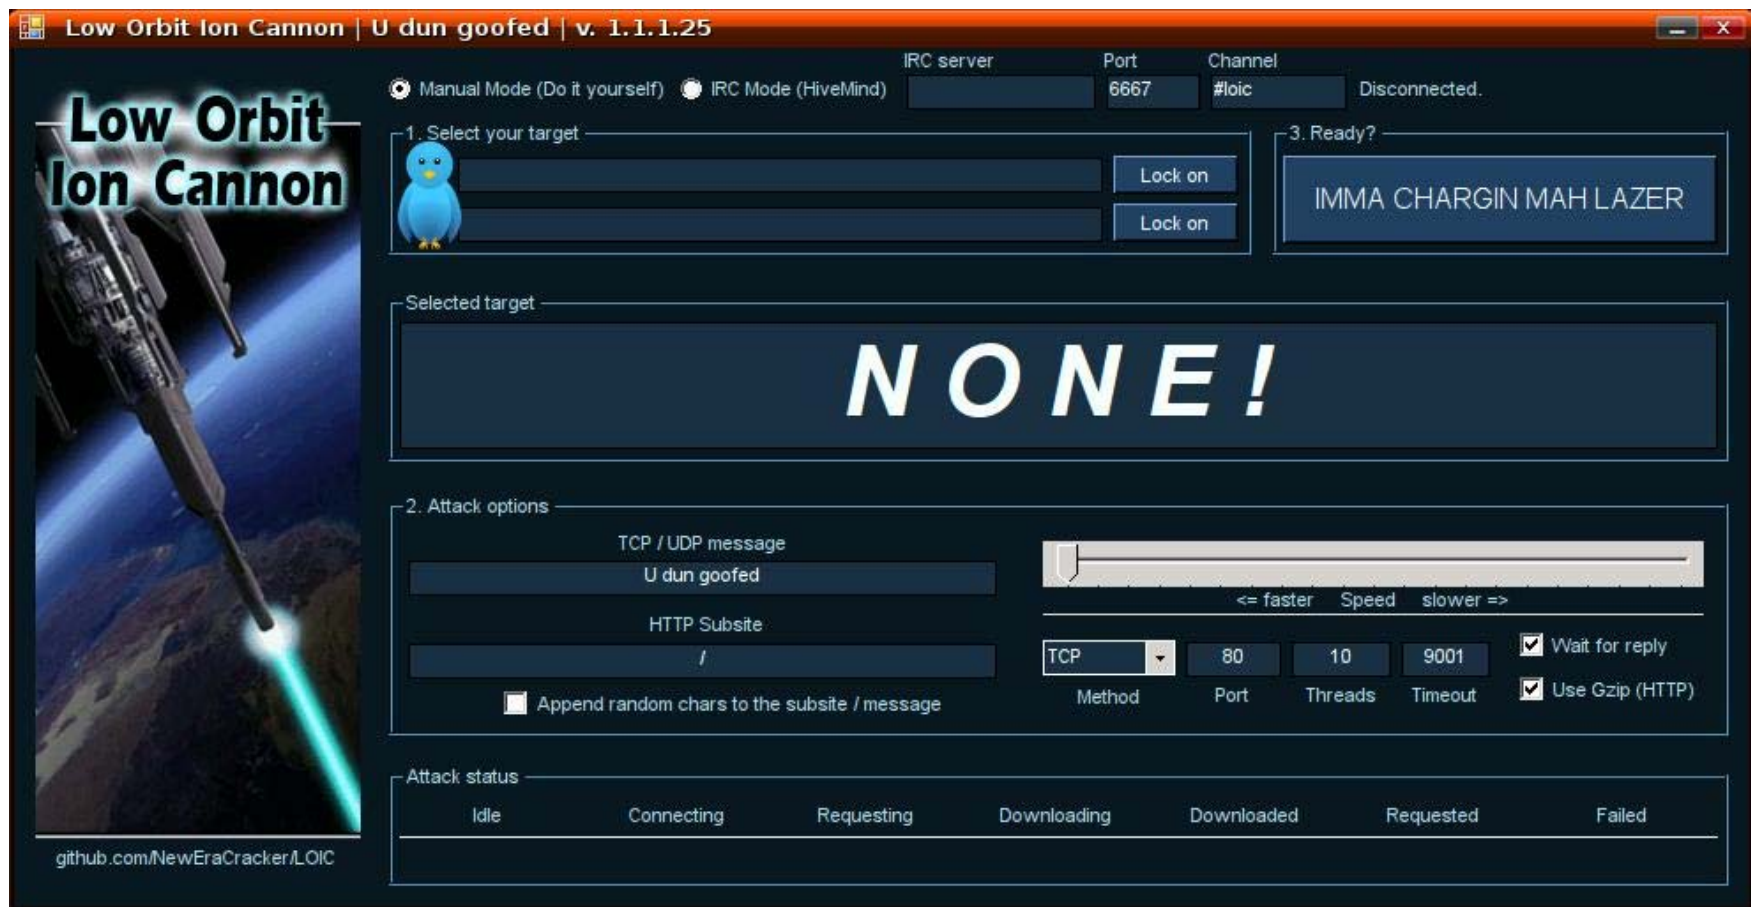 Low Orbit Ion Cannon | U dun goofed | v. 1.1.1.25
Low Orbit
Ion Cannon
github.com/NewEraCracker/LOIC
IRC server Port Channel
Manual Mode (Do it yourself) IRC Mode (HiveMind) 6667 #loic Disconnected.
1. Select your target
Lock on
Lock on
3. Ready?
IMMA CHARGIN MAH LAZER
Selected target
N O N E !
2. Attack options
TCP / UDP message
U dun goofed
HTTP Subsite
/
Append random chars to the subsite / message
<= faster Speed slower =>
TCP 80 10 9001 Wait for reply
Method Port Threads Timeout Use Gzip (HTTP)
Attack status
Idle Connecting Requesting Downloading Downloaded Requested Failed